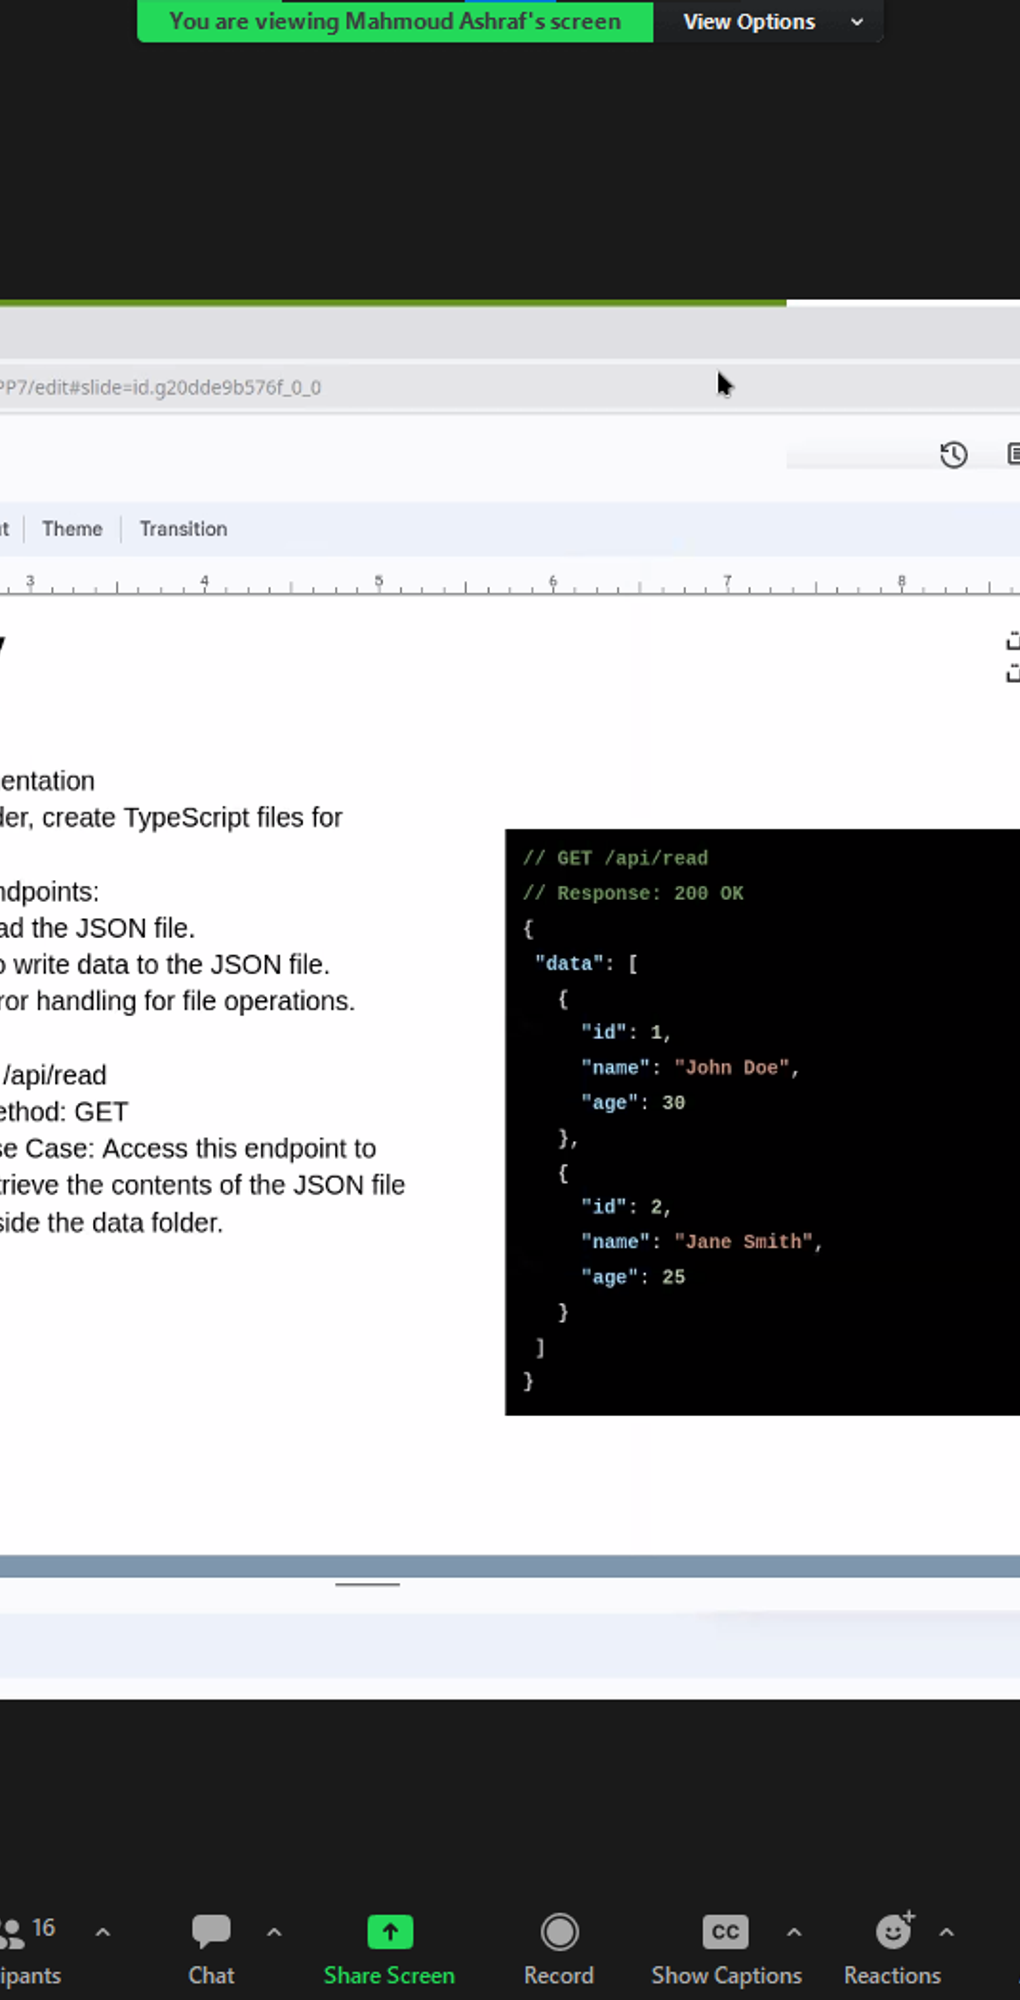 You are viewing Mahmoud Ashraf's screen View Options
PP7/edit#slide=id.g20dde9b576f_0_0
t Theme Transition
3 4 5 6 7 8
entation
der, create TypeScript files for
ndpoints:
ad the JSON file.
o write data to the JSON file.
ror handling for file operations.
/api/read
ethod: GET
se Case: Access this endpoint to
trieve the contents of the JSON file
side the data folder.
// GET /api/read
// Response: 200 OK
{
"data": [
{
"id": 1,
"name": "John Doe",
"age": 30
},
{
"id": 2,
"name": "Jane Smith",
"age": 25
}
]
}
16
ipants Chat Share Screen Record CC Show Captions Reactions